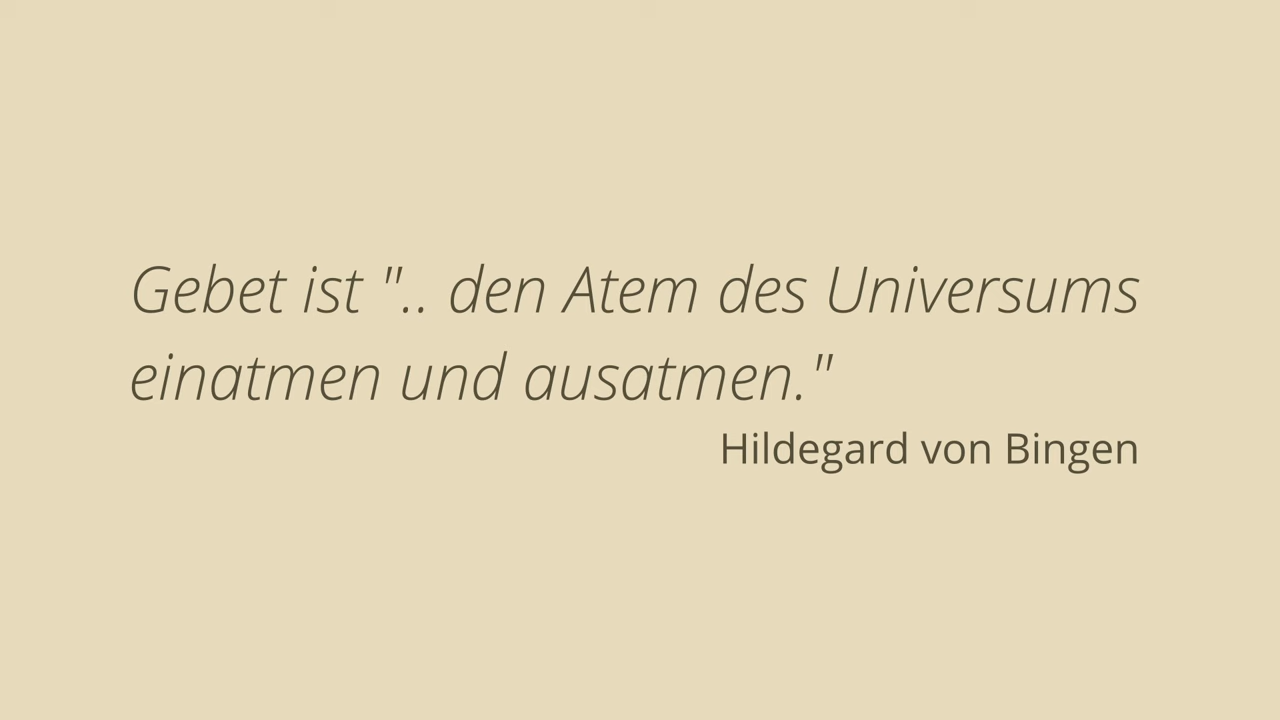 Gebet ist ".. den Atem des Universums
einatmen und ausatmen."
Hildegard von Bingen